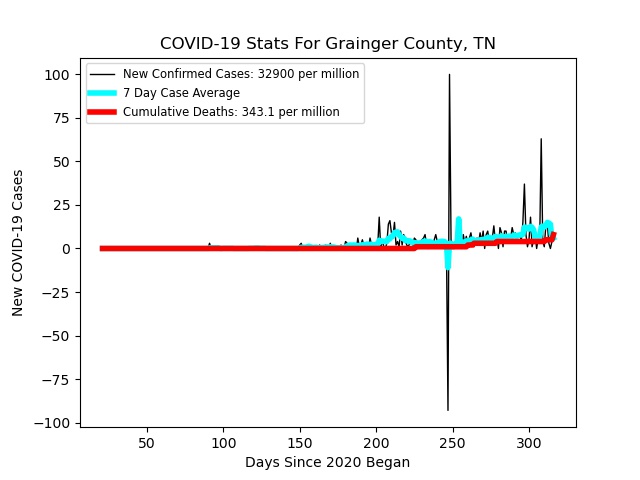 COVID-19 Stats For Grainger County, TN
New Confirmed Cases: 32900 per million
7 Day Case Average
Cumulative Deaths: 343.1 per million
100
75
50
25
0
−25
−50
−75
−100
New COVID-19 Cases
50 100 150 200 250 300
Days Since 2020 Began